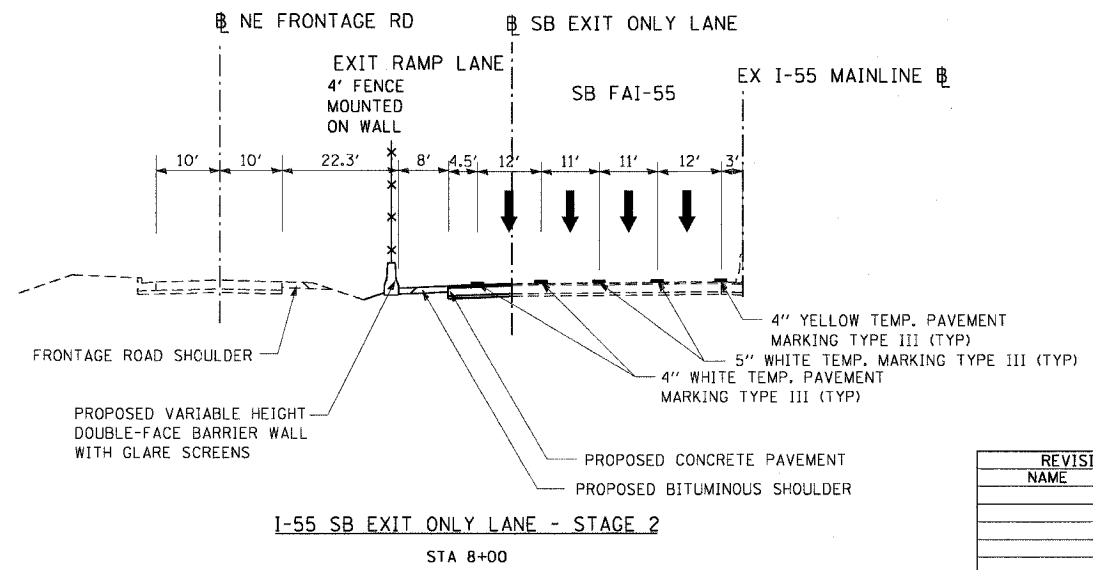 ℄ NE FRONTAGE RD
℄ SB EXIT ONLY LANE
EXIT RAMP LANE
4' FENCE
MOUNTED
ON WALL
SB FAI-55
EX I-55 MAINLINE ℄
10' 10' 22.3' 8' 4.5' 12' 11' 11' 12' 3'
FRONTAGE ROAD SHOULDER
4" YELLOW TEMP. PAVEMENT
MARKING TYPE III (TYP)
5" WHITE TEMP. MARKING TYPE III (TYP)
4" WHITE TEMP. PAVEMENT
MARKING TYPE III (TYP)
PROPOSED VARIABLE HEIGHT
DOUBLE-FACE BARRIER WALL
WITH GLARE SCREENS
PROPOSED CONCRETE PAVEMENT
PROPOSED BITUMINOUS SHOULDER
I-55 SB EXIT ONLY LANE - STAGE 2
STA 8+00
REVISI
NAME